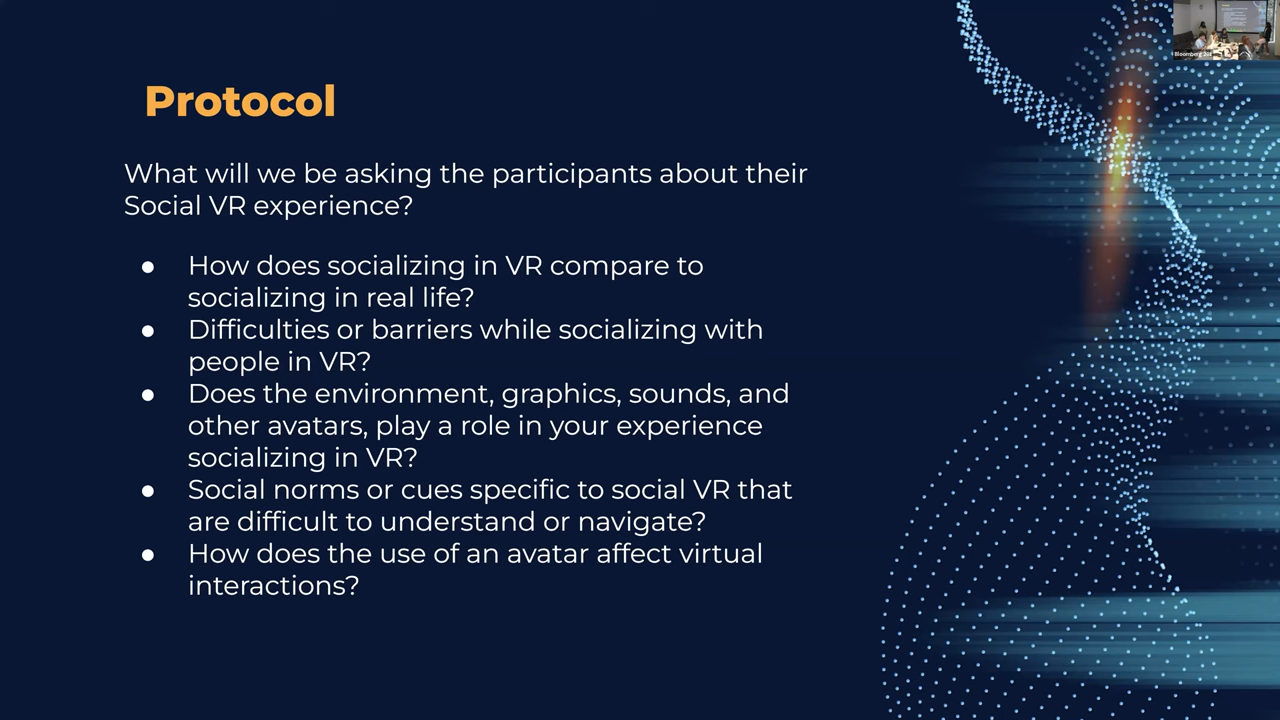 Protocol
What will we be asking the participants about their
Social VR experience?
● How does socializing in VR compare to
socializing in real life?
● Difficulties or barriers while socializing with
people in VR?
● Does the environment, graphics, sounds, and
other avatars, play a role in your experience
socializing in VR?
● Social norms or cues specific to social VR that
are difficult to understand or navigate?
● How does the use of an avatar affect virtual
interactions?
Bloomberg